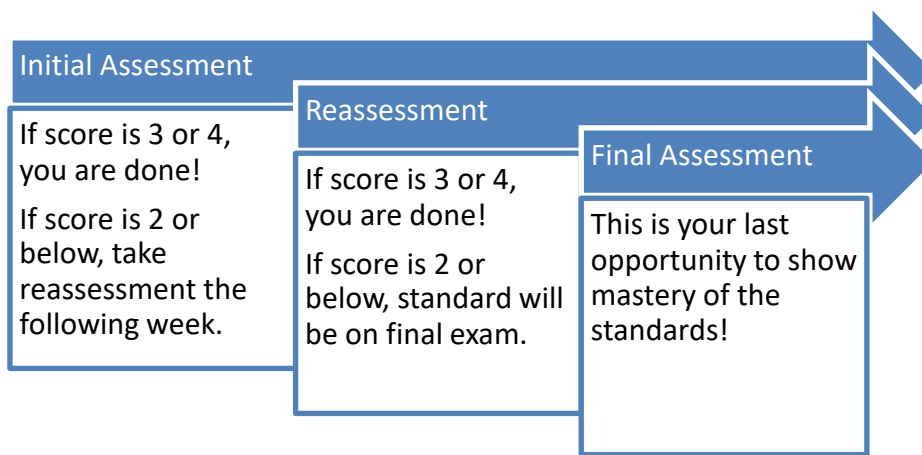 Initial Assessment
If score is 3 or 4,
you are done!
If score is 2 or
below, take
reassessment the
following week.
Reassessment
If score is 3 or 4,
you are done!
If score is 2 or
below, standard will
be on final exam.
Final Assessment
This is your last
opportunity to show
mastery of the
standards!